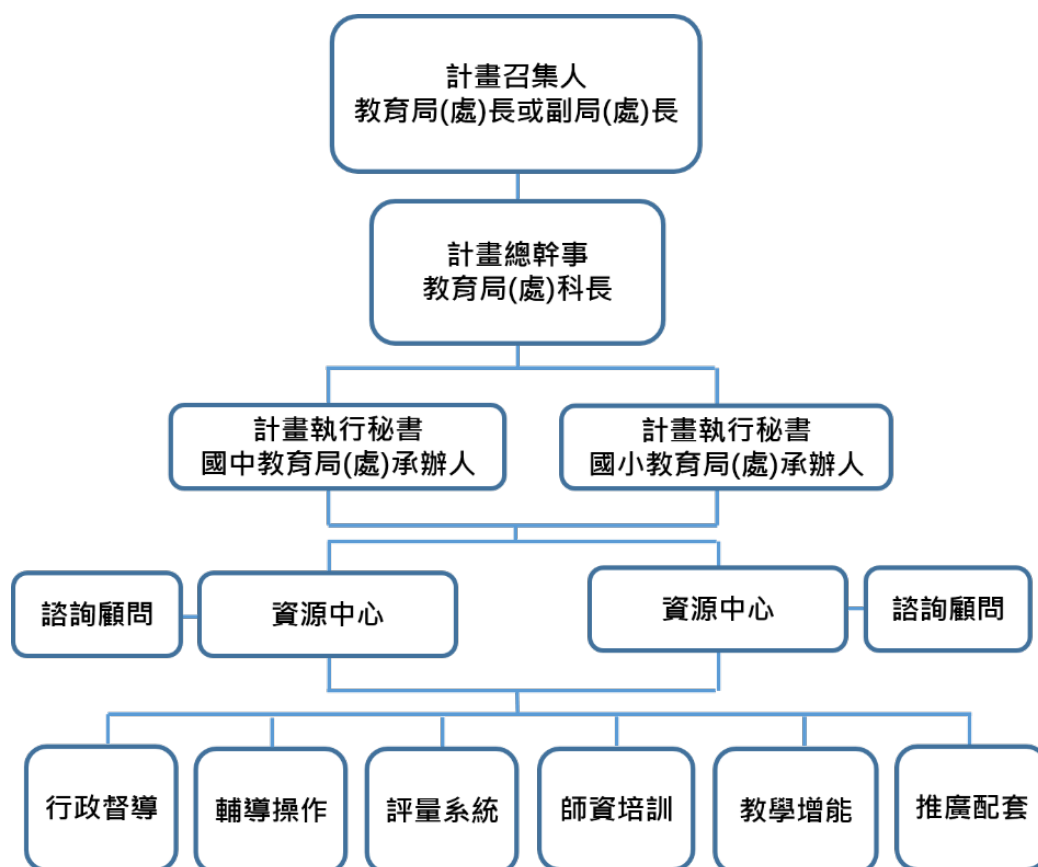 計畫召集人
教育局(處)長或副局(處)長
計畫總幹事
教育局(處)科長
計畫執行秘書
國中教育局(處)承辦人
計畫執行秘書
國小教育局(處)承辦人
諮詢顧問
資源中心
資源中心
諮詢顧問
行政督導
輔導操作
評量系統
師資培訓
教學增能
推廣配套